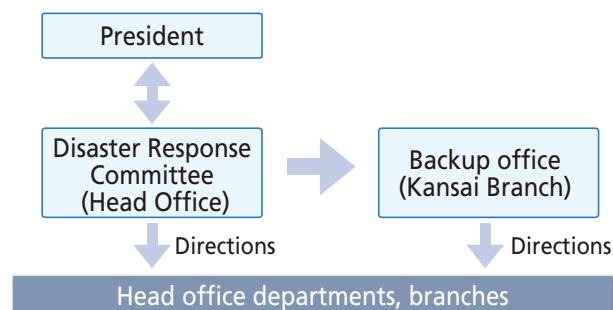 President
Disaster Response
Committee
(Head Office)
Backup office
(Kansai Branch)
Directions
Directions
Head office departments, branches